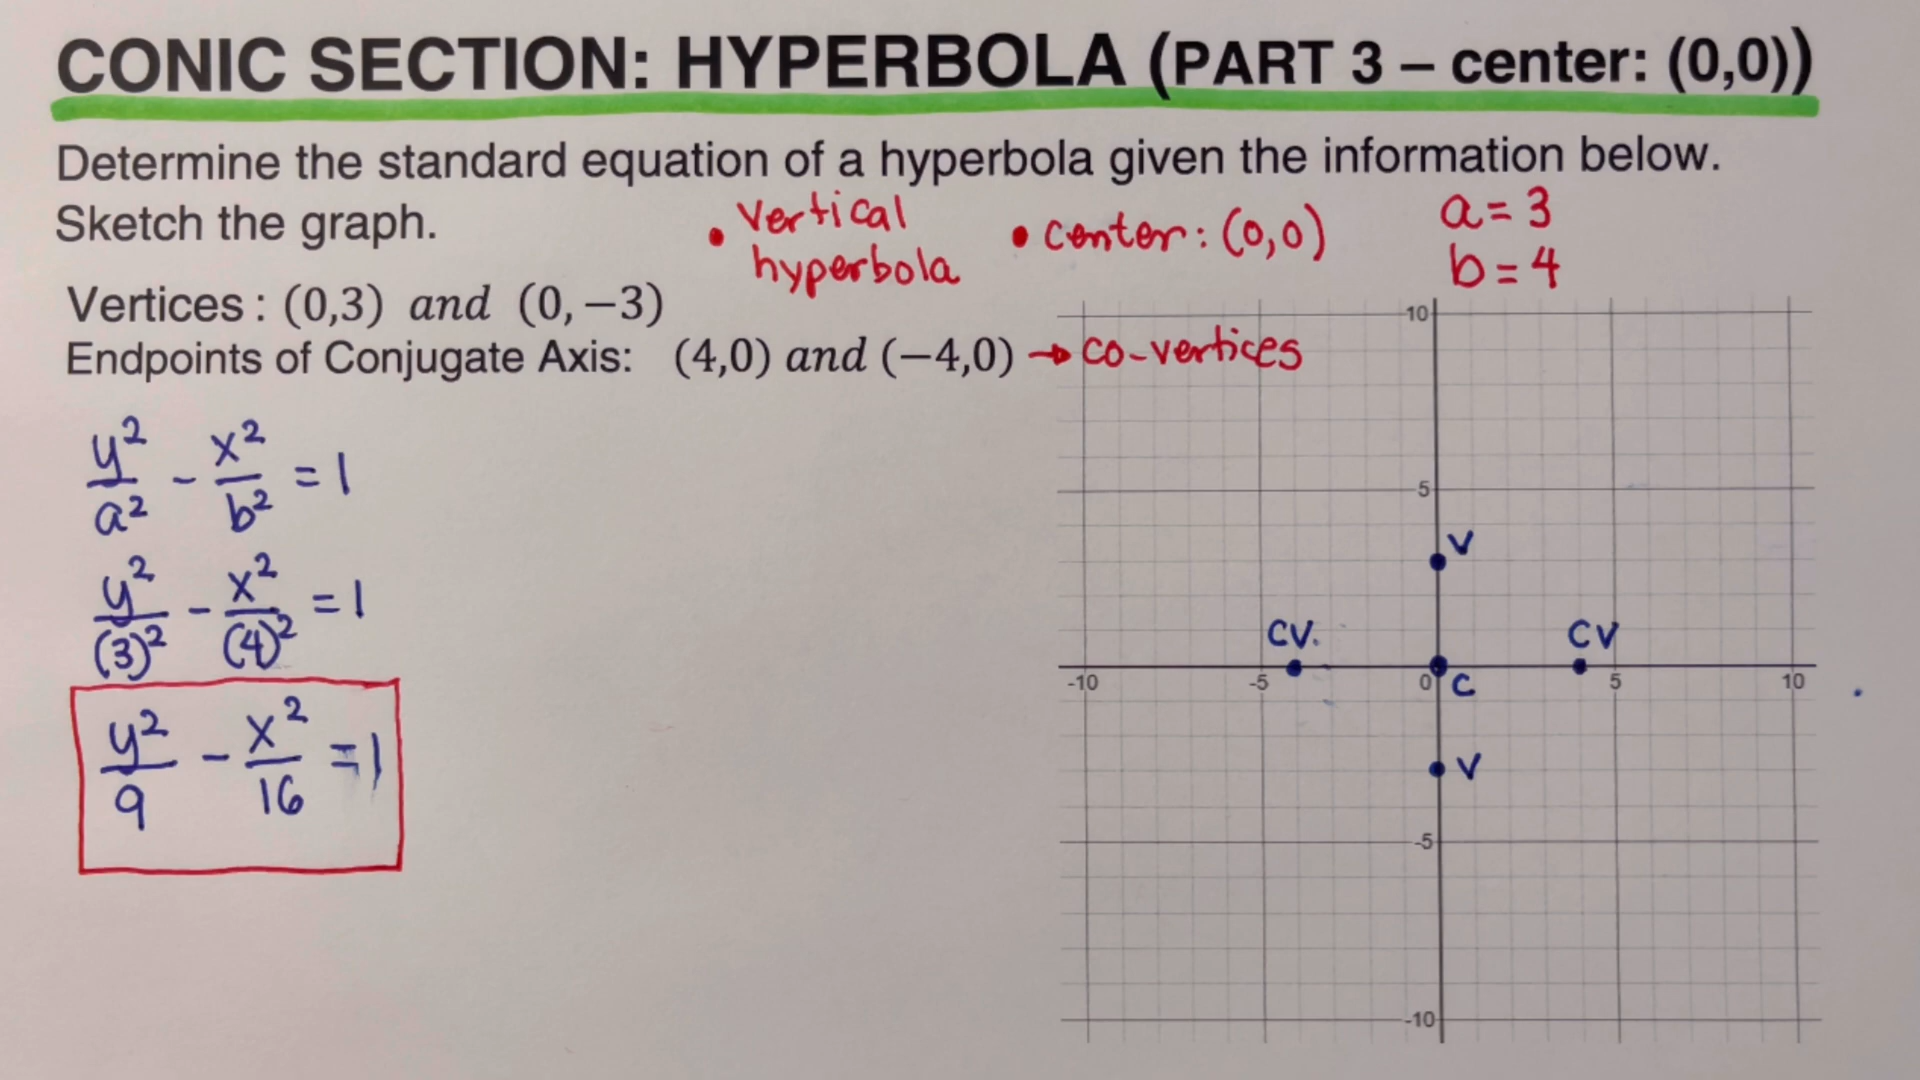 CONIC SECTION: HYPERBOLA (PART 3 – center: (0,0))
Determine the standard equation of a hyperbola given the information below.
Sketch the graph.
• vertical
hyperbola
• center: (0,0)
a = 3
b = 4
Vertices : (0,3) and (0, −3)
Endpoints of Conjugate Axis: (4,0) and (−4,0) → co-vertices
y²/a² - x²/b² = 1
y²/(3)² - x²/(4)² = 1
y²/9 - x²/16 = 1
10
5
V
CV. CV
-10 -5 0 C 5 10
V
-5
-10